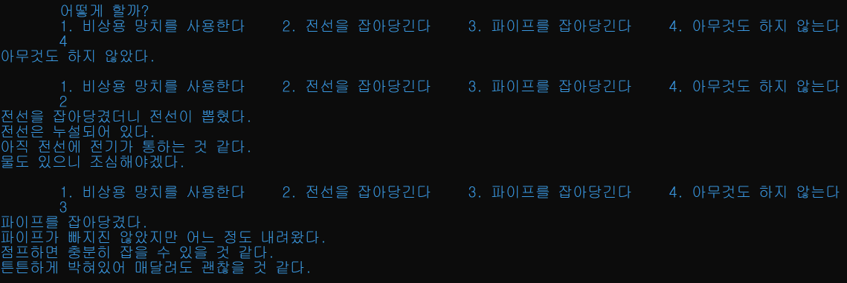 어떻게 할까?
1. 비상용 망치를 사용한다 2. 전선을 잡아당긴다 3. 파이프를 잡아당긴다 4. 아무것도 하지 않는다
4
아무것도 하지 않았다.
1. 비상용 망치를 사용한다 2. 전선을 잡아당긴다 3. 파이프를 잡아당긴다 4. 아무것도 하지 않는다
2
전선을 잡아당겼더니 전선이 뽑혔다.
전선은 누설되어 있다.
아직 전선에 전기가 통하는 것 같다.
물도 있으니 조심해야겠다.
1. 비상용 망치를 사용한다 2. 전선을 잡아당긴다 3. 파이프를 잡아당긴다 4. 아무것도 하지 않는다
3
파이프를 잡아당겼다.
파이프가 빠지진 않았지만 어느 정도 내려왔다.
점프하면 충분히 잡을 수 있을 것 같다.
튼튼하게 박혀있어 매달려도 괜찮을 것 같다.